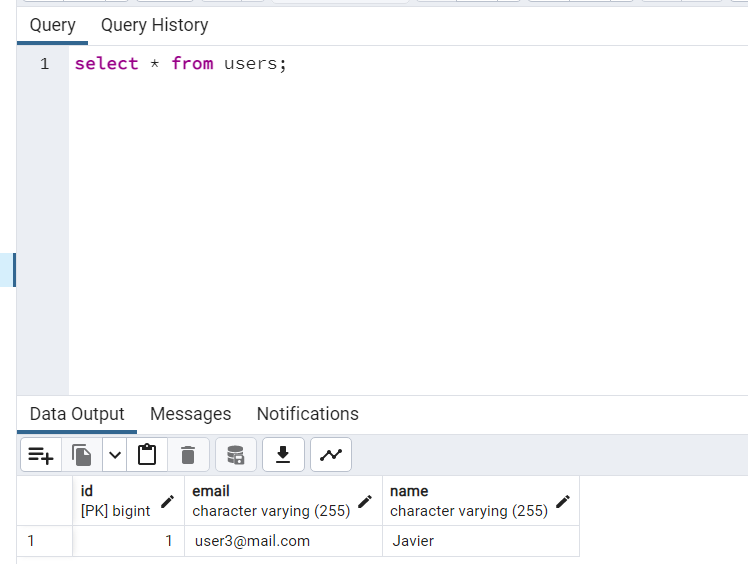 Query Query History
1 select * from users;
Data Output Messages Notifications
id email name
[PK] bigint character varying (255) character varying (255)
1 1 user3@mail.com Javier